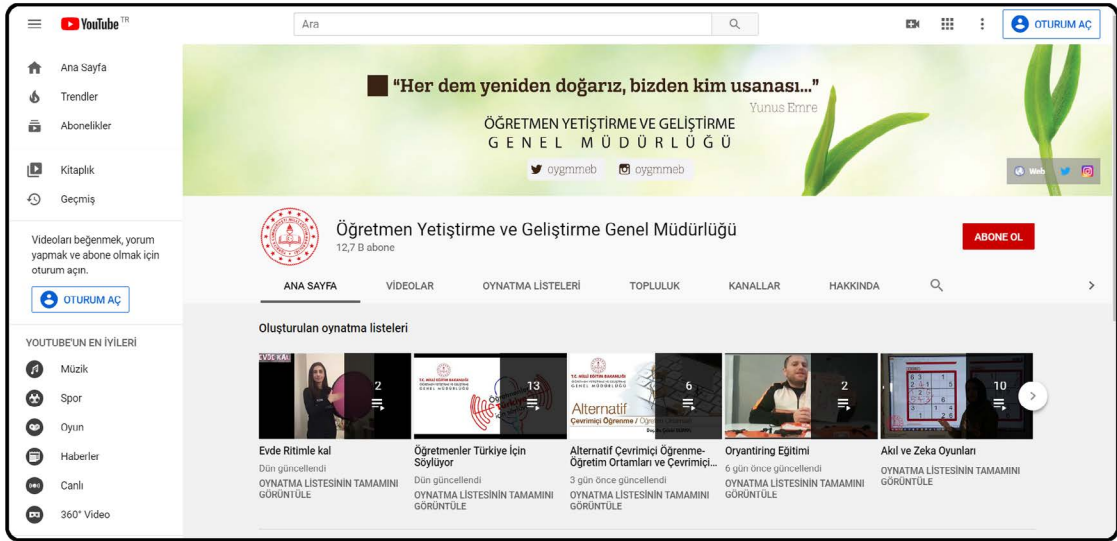 YouTube TR
Ara
OTURUM AÇ
Ana Sayfa
Trendler
Abonelikler
Kitaplık
Geçmiş
Videoları beğenmek, yorum
yapmak ve abone olmak için
oturum açın.
OTURUM AÇ
YOUTUBE'UN EN İYİLERİ
Müzik
Spor
Oyun
Haberler
Canlı
360° Video
“Her dem yeniden doğarız, bizden kim usanası...”
Yunus Emre
ÖĞRETMEN YETİŞTİRME VE GELİŞTİRME
GENEL MÜDÜRLÜĞÜ
oygmmeb oygmmeb
Web
Öğretmen Yetiştirme ve Geliştirme Genel Müdürlüğü
12,7 B abone
ABONE OL
ANA SAYFA VİDEOLAR OYNATMA LİSTELERİ TOPLULUK KANALLAR HAKKINDA
Oluşturulan oynatma listeleri
2
Evde Ritimle kal
Dün güncellendi
OYNATMA LİSTESİNİN TAMAMINI
GÖRÜNTÜLE
13
Öğretmenler Türkiye İçin
Söylüyor
Dün güncellendi
OYNATMA LİSTESİNİN TAMAMINI
GÖRÜNTÜLE
Alternatif
Çevrimiçi Öğrenme /
6
Alternatif Çevrimiçi Öğrenme-
Öğretim Ortamları ve Çevrimiçi...
3 gün önce güncellendi
OYNATMA LİSTESİNİN TAMAMINI
GÖRÜNTÜLE
2
Oryantiring Eğitimi
6 gün önce güncellendi
OYNATMA LİSTESİNİN TAMAMINI
GÖRÜNTÜLE
10
Akıl ve Zeka Oyunları
OYNATMA LİSTESİNİN TAMAMINI
GÖRÜNTÜLE